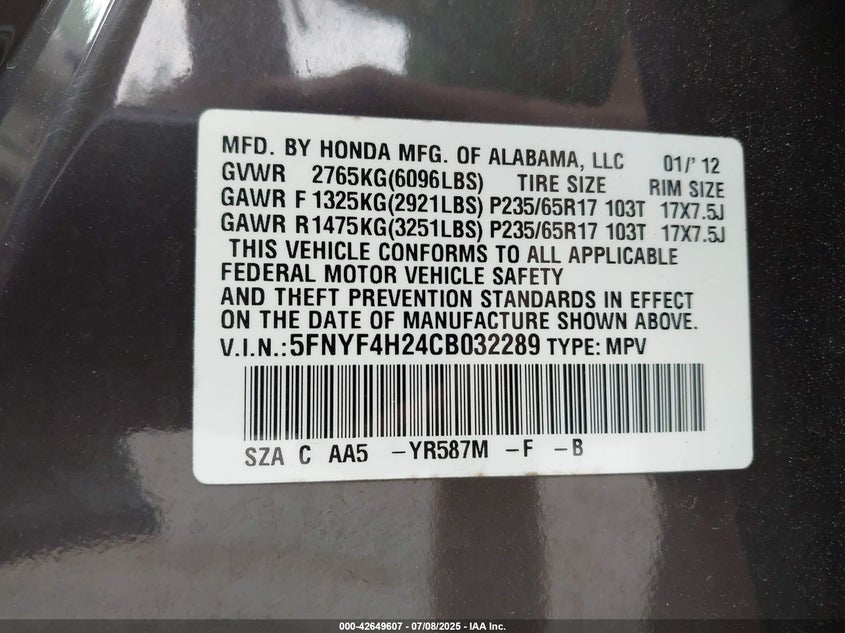 MFD. BY HONDA MFG. OF ALABAMA, LLC 01/'12
GVWR 2765KG(6096LBS) TIRE SIZE RIM SIZE
GAWR F 1325KG(2921LBS) P235/65R17 103T 17X7.5J
GAWR R1475KG(3251LBS) P235/65R17 103T 17X7.5J
THIS VEHICLE CONFORMS TO ALL APPLICABLE
FEDERAL MOTOR VEHICLE SAFETY
AND THEFT PREVENTION STANDARDS IN EFFECT
ON THE DATE OF MANUFACTURE SHOWN ABOVE.
V.I.N.:5FNYF4H24CB032289 TYPE: MPV
SZA C AA5 -YR587M -F -B
000-42649607 - 07/08/2025 - IAA Inc.